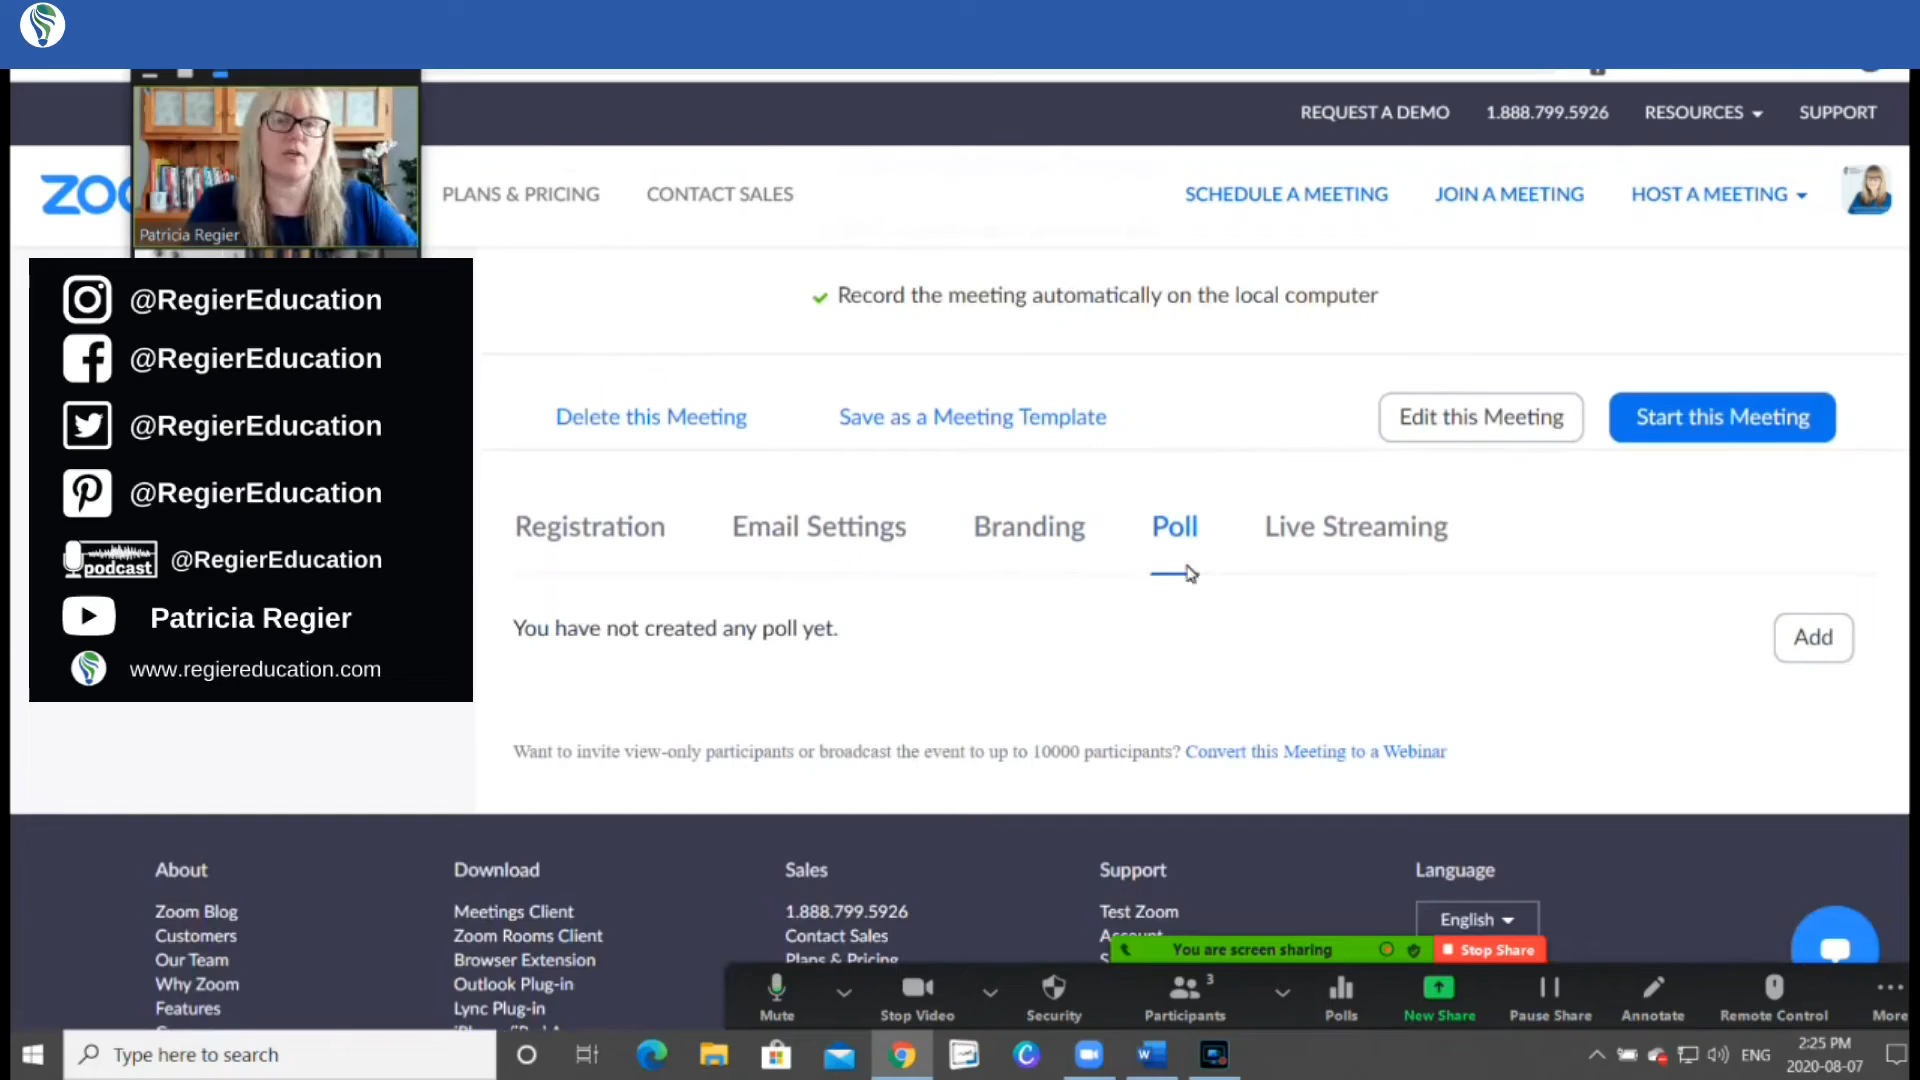 REQUEST A DEMO 1.888.799.5926 RESOURCES SUPPORT
ZOO
PLANS & PRICING CONTACT SALES SCHEDULE A MEETING JOIN A MEETING HOST A MEETING
Patricia Regier
@RegierEducation
@RegierEducation
@RegierEducation
@RegierEducation
podcast @RegierEducation
Patricia Regier
www.regiereducation.com
Record the meeting automatically on the local computer
Delete this Meeting Save as a Meeting Template Edit this Meeting Start this Meeting
Registration Email Settings Branding Poll Live Streaming
You have not created any poll yet. Add
Want to invite view-only participants or broadcast the event to up to 10000 participants? Convert this Meeting to a Webinar
About
Zoom Blog
Customers
Our Team
Why Zoom
Features
Download
Meetings Client
Zoom Rooms Client
Browser Extension
Outlook Plug-in
Lync Plug-in
Sales
1.888.799.5926
Contact Sales
Plans & Pricing
Support
Test Zoom
Account
Language
English
You are screen sharing Stop Share
3
Mute Stop Video Security Participants Polls New Share Pause Share Annotate Remote Control More
Type here to search
ENG
2:25 PM
2020-08-07